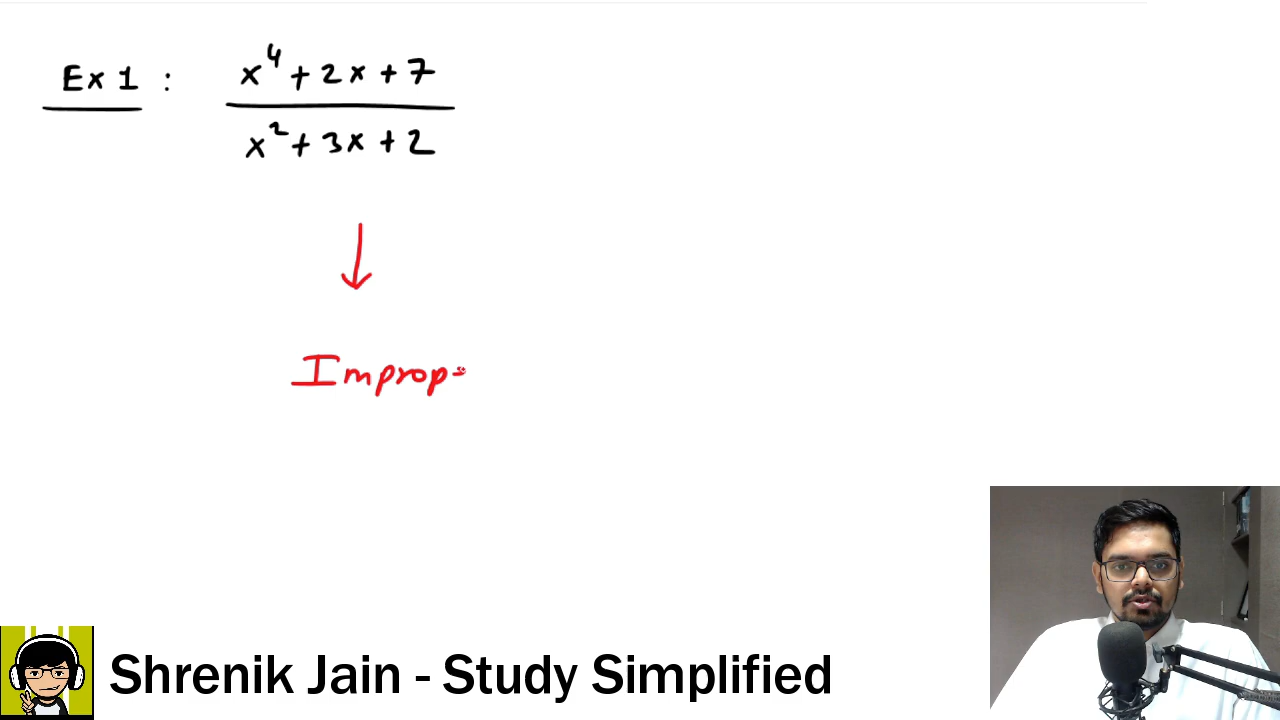 Ex 1 : x⁴ + 2x + 7
x² + 3x + 2
Improp
Shrenik Jain - Study Simplified